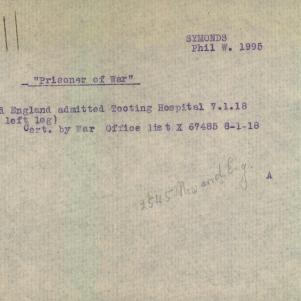 SYMONDS
Phil W. 1995
"Prisoner of War"
England admitted Tooting Hospital 7.1.18
left leg)
Cert. by War Office list X 67485 8-1-18
A